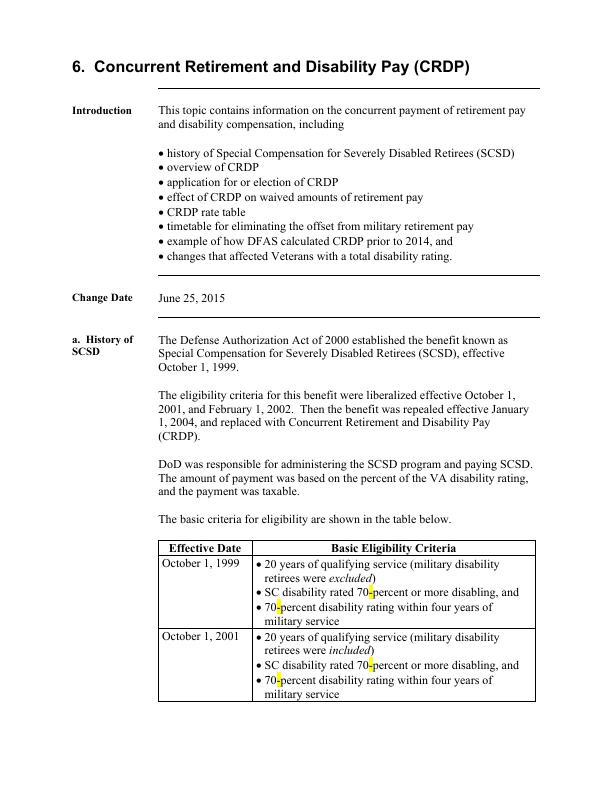 6. Concurrent Retirement and Disability Pay (CRDP)
Introduction
This topic contains information on the concurrent payment of retirement pay
and disability compensation, including
• history of Special Compensation for Severely Disabled Retirees (SCSD)
• overview of CRDP
• application for or election of CRDP
• effect of CRDP on waived amounts of retirement pay
• CRDP rate table
• timetable for eliminating the offset from military retirement pay
• example of how DFAS calculated CRDP prior to 2014, and
• changes that affected Veterans with a total disability rating.
Change Date
June 25, 2015
a. History of
SCSD
The Defense Authorization Act of 2000 established the benefit known as
Special Compensation for Severely Disabled Retirees (SCSD), effective
October 1, 1999.
The eligibility criteria for this benefit were liberalized effective October 1,
2001, and February 1, 2002. Then the benefit was repealed effective January
1, 2004, and replaced with Concurrent Retirement and Disability Pay
(CRDP).
DoD was responsible for administering the SCSD program and paying SCSD.
The amount of payment was based on the percent of the VA disability rating,
and the payment was taxable.
The basic criteria for eligibility are shown in the table below.
Effective Date
Basic Eligibility Criteria
October 1, 1999
• 20 years of qualifying service (military disability
retirees were excluded)
• SC disability rated 70-percent or more disabling, and
• 70-percent disability rating within four years of
military service
October 1, 2001
• 20 years of qualifying service (military disability
retirees were included)
• SC disability rated 70-percent or more disabling, and
• 70-percent disability rating within four years of
military service